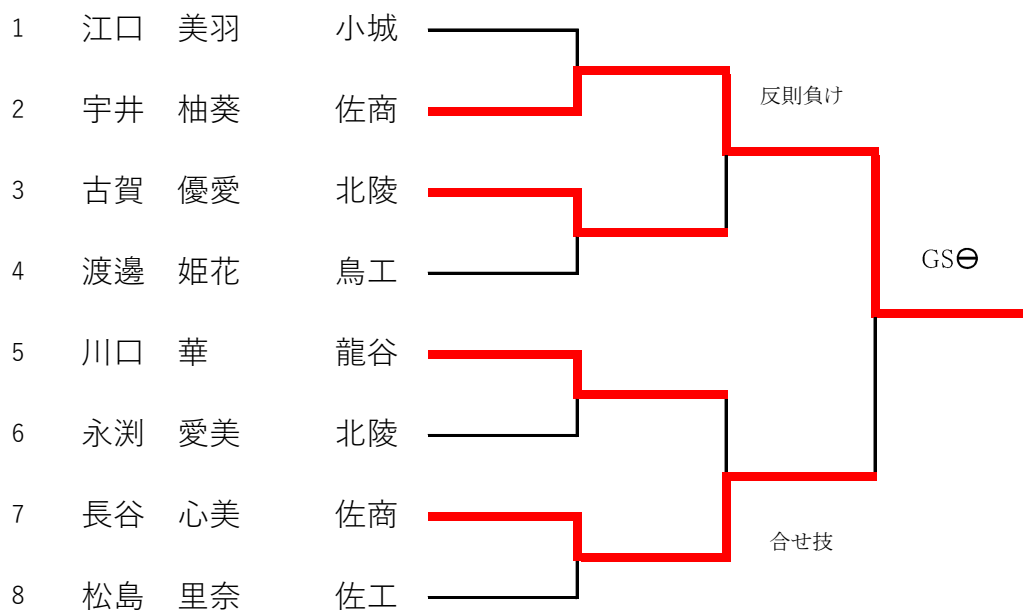 1 江口 美羽 小城
2 宇井 柚葵 佐商
反則負け
3 古賀 優愛 北陵
4 渡邊 姫花 鳥工
GS⊖
5 川口 華 龍谷
6 永渕 愛美 北陵
7 長谷 心美 佐商
合せ技
8 松島 里奈 佐工